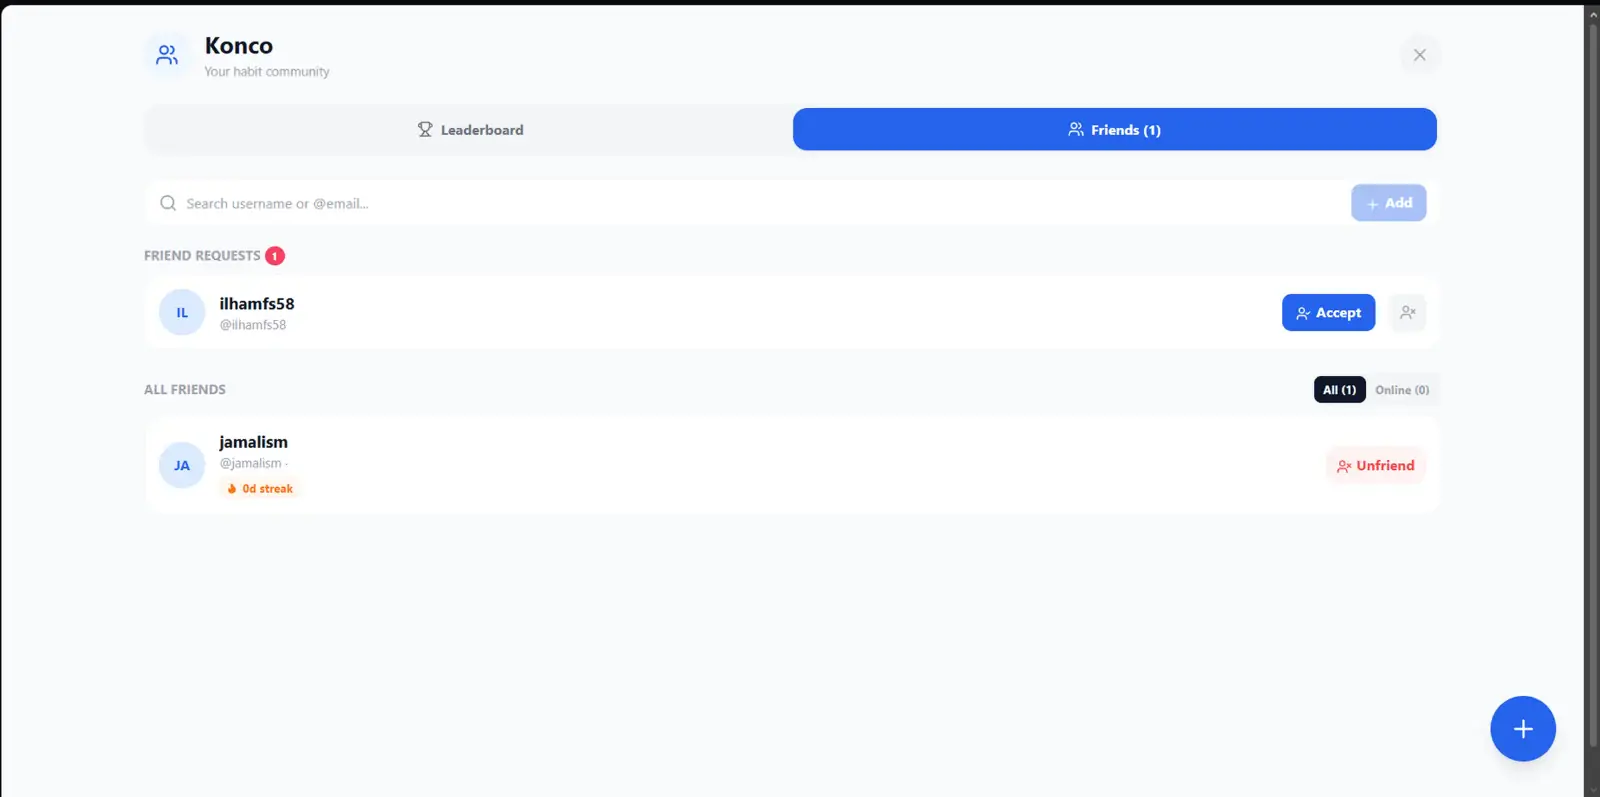 Konco
Your habit community
Leaderboard
Friends (1)
Search username or @email...
+ Add
FRIEND REQUESTS 1
IL
ilhamfs58
@ilhamfs58
Accept
ALL FRIENDS
All (1)
Online (0)
JA
jamalism
@jamalism ·
0d streak
Unfriend